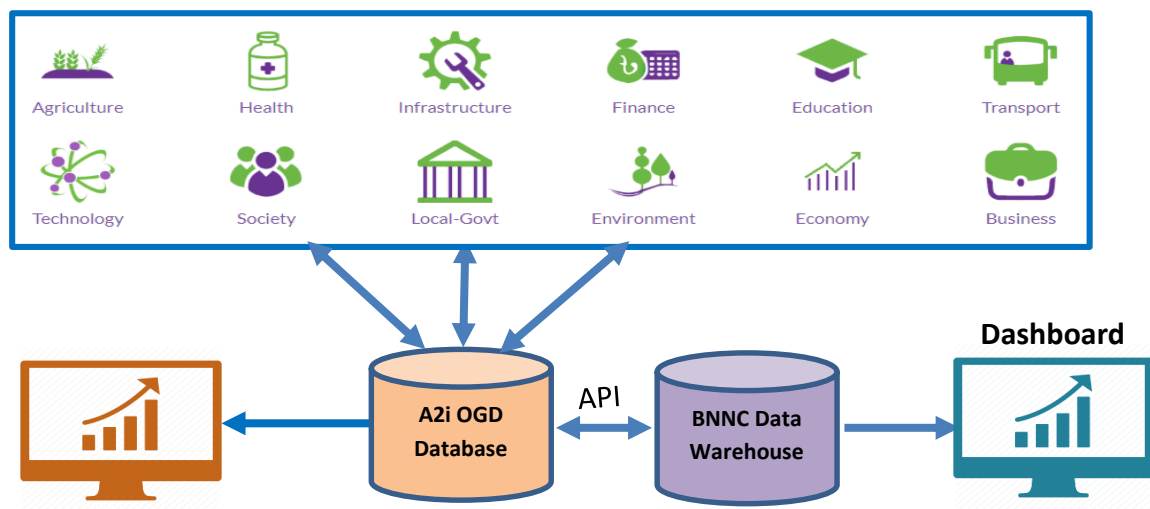 Agriculture Health Infrastructure Finance Education Transport
Technology Society Local-Govt Environment Economy Business
Dashboard
A2i OGD
Database
API
BNNC Data
Warehouse